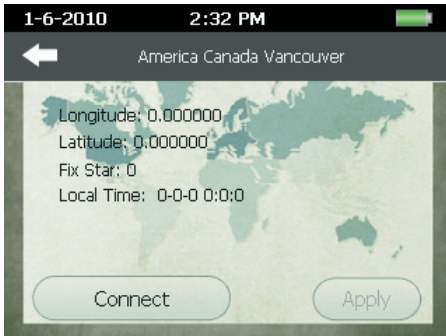 1-6-2010 2:32 PM
America Canada Vancouver
Longitude: 0.000000
Latitude: 0.000000
Fix Star: 0
Local Time: 0-0-0 0:0:0
Connect Apply